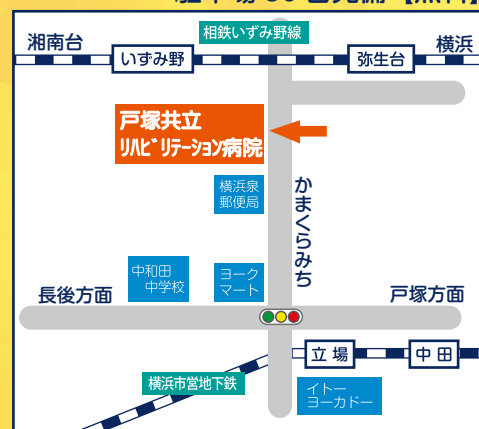 相鉄いずみ野線
湘南台
横浜
いずみ野
弥生台
戸塚共立
リハビリテーション病院
横浜泉
郵便局
かまくらみち
中和田
中学校
ヨーク
マート
長後方面
戸塚方面
立場
中田
横浜市営地下鉄
イトー
ヨーカドー